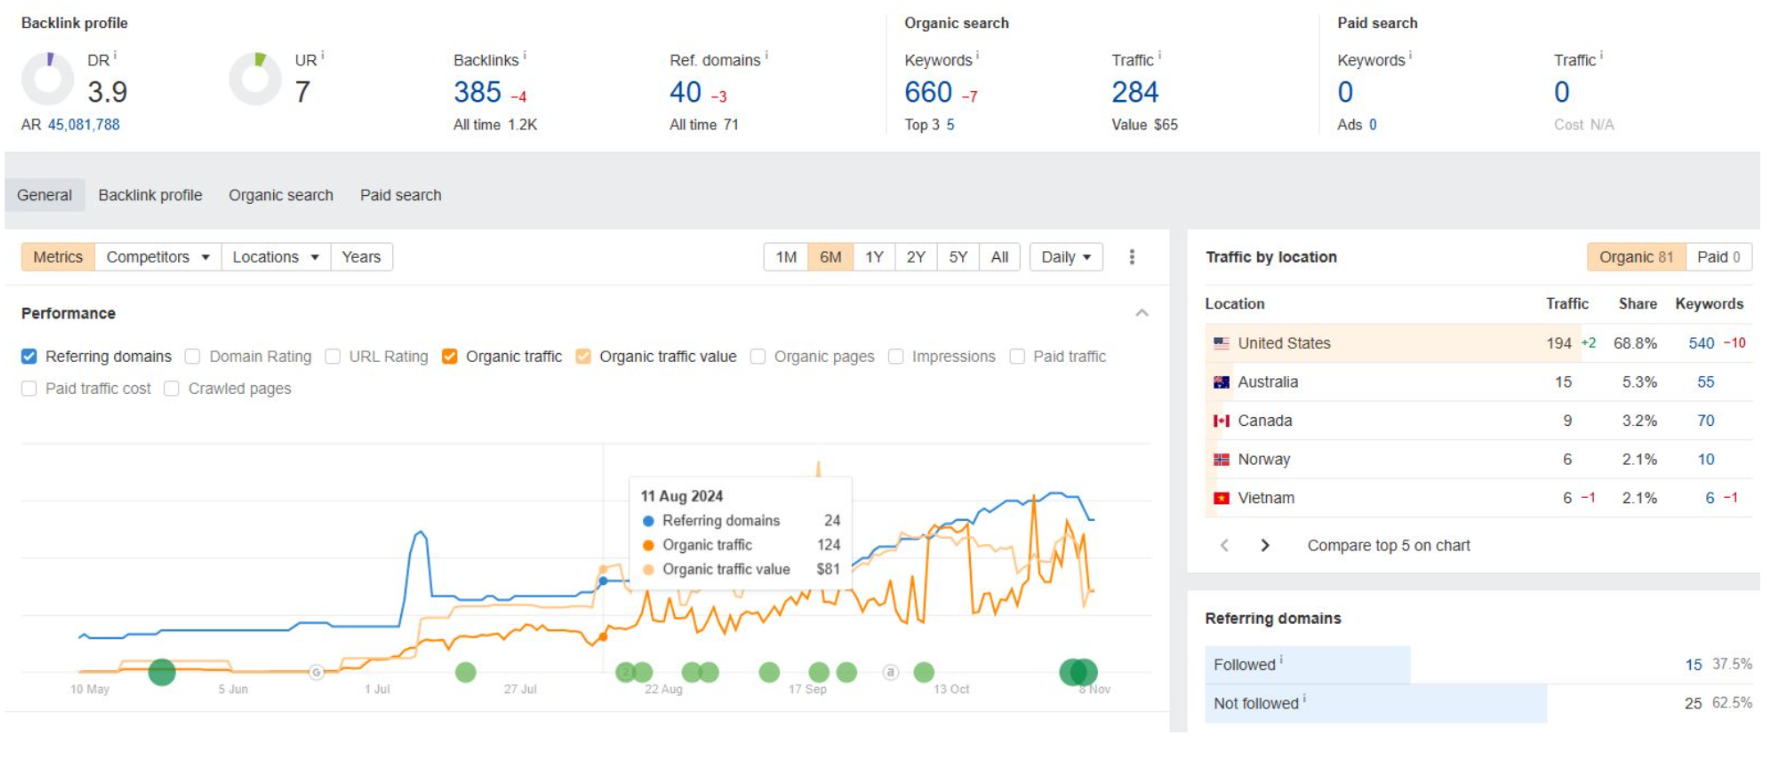 Backlink profile
Organic search
Paid search
DR i
UR i
Backlinks i
Ref. domains i
Keywords i
Traffic i
Keywords i
Traffic i
3.9
7
385 −4
40 −3
660 −7
284
0
0
AR 45,081,788
All time 1.2K
All time 71
Top 3 5
Value $65
Ads 0
Cost N/A
General
Backlink profile
Organic search
Paid search
Metrics
Competitors
Locations
Years
1M
6M
1Y
2Y
5Y
All
Daily
Performance
Referring domains
Domain Rating
URL Rating
Organic traffic
Organic traffic value
Organic pages
Impressions
Paid traffic
Paid traffic cost
Crawled pages
11 Aug 2024
Referring domains 24
Organic traffic 124
Organic traffic value $81
G
2
a
10 May
5 Jun
1 Jul
27 Jul
22 Aug
17 Sep
13 Oct
8 Nov
Traffic by location
Organic 81
Paid 0
Location Traffic Share Keywords
United States 194 +2 68.8% 540 −10
Australia 15 5.3% 55
Canada 9 3.2% 70
Norway 6 2.1% 10
Vietnam 6 −1 2.1% 6 −1
Compare top 5 on chart
Referring domains
Followed i 15 37.5%
Not followed i 25 62.5%